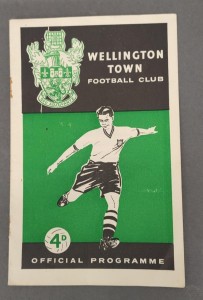 WELLINGTON
TOWN
FOOTBALL CLUB
4D
OFFICIAL PROGRAMME